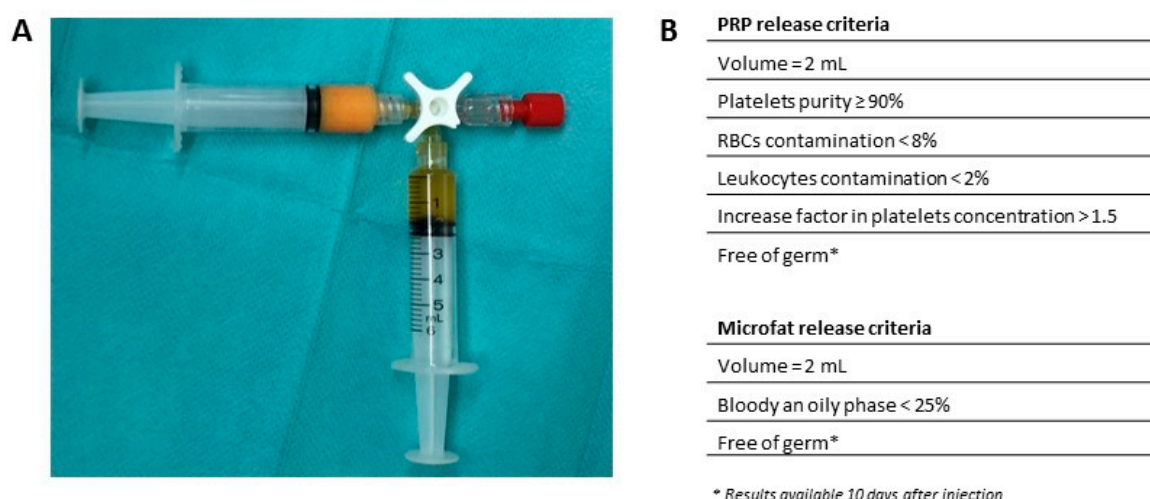 A
1
3
4
5
mL
6
B
PRP release criteria
Volume = 2 mL
Platelets purity ≥ 90%
RBCs contamination < 8%
Leukocytes contamination < 2%
Increase factor in platelets concentration > 1.5
Free of germ*
Microfat release criteria
Volume = 2 mL
Bloody an oily phase < 25%
Free of germ*
* Results available 10 days after injection